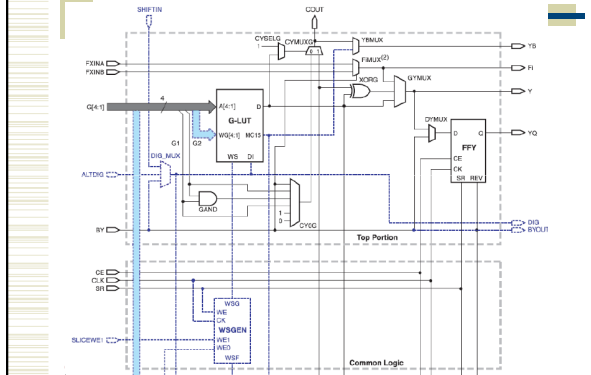 SHIFTIN
COUT
CYSELG
CYMUXG
YBMUX
YB
1
0 1
FXINA
FXINB
FiMUX(2)
Fi
XORG
GYMUX
Y
4
G[4:1]
A[4:1]
D
G-LUT
WG[4:1] MC15
G1
G2
DYMUX
D
Q
YQ
FFY
CE
CK
SR REV
WS
DI
DIG_MUX
ALTDIG
GAND
1
0
CY0G
DIG
BYOUT
BY
Top Portion
CE
CLK
SR
WSG
WE
CK
WSGEN
SLICEWE1
WE1
WE0
WSF
Common Logic